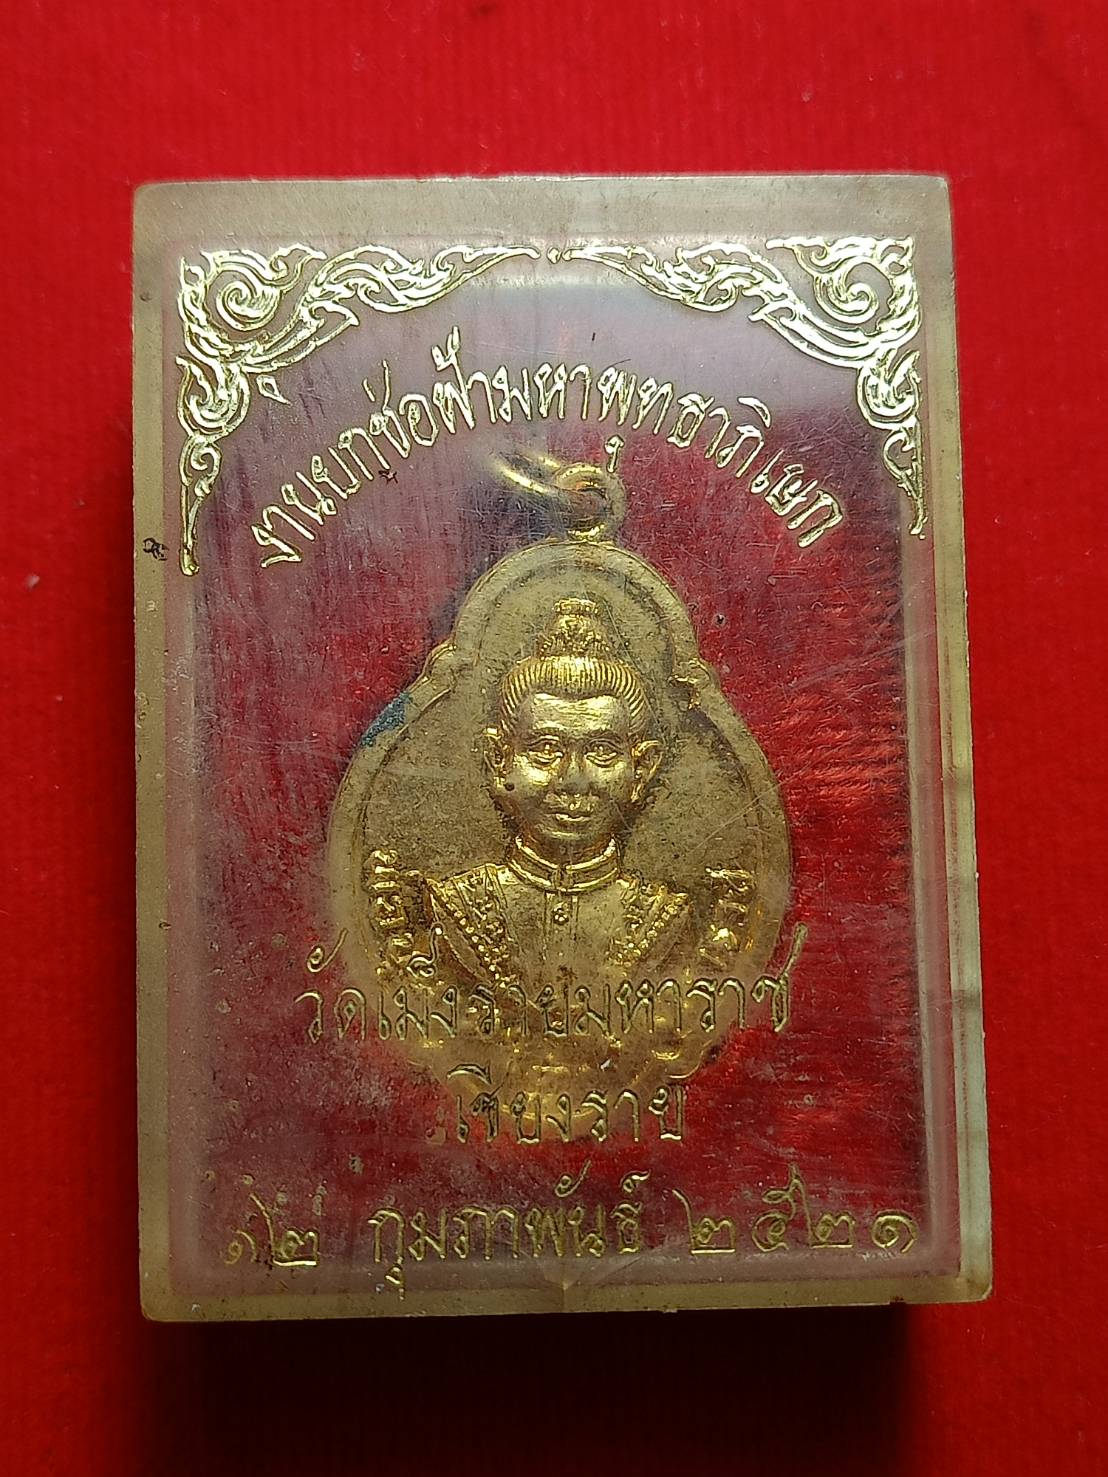 งานยกช่อฟ้ามหาพุทธาภิเษก
วัดเม็งรายมหาราช
เชียงราย
๑๒ กุมภาพันธ์ ๒๕๒๑